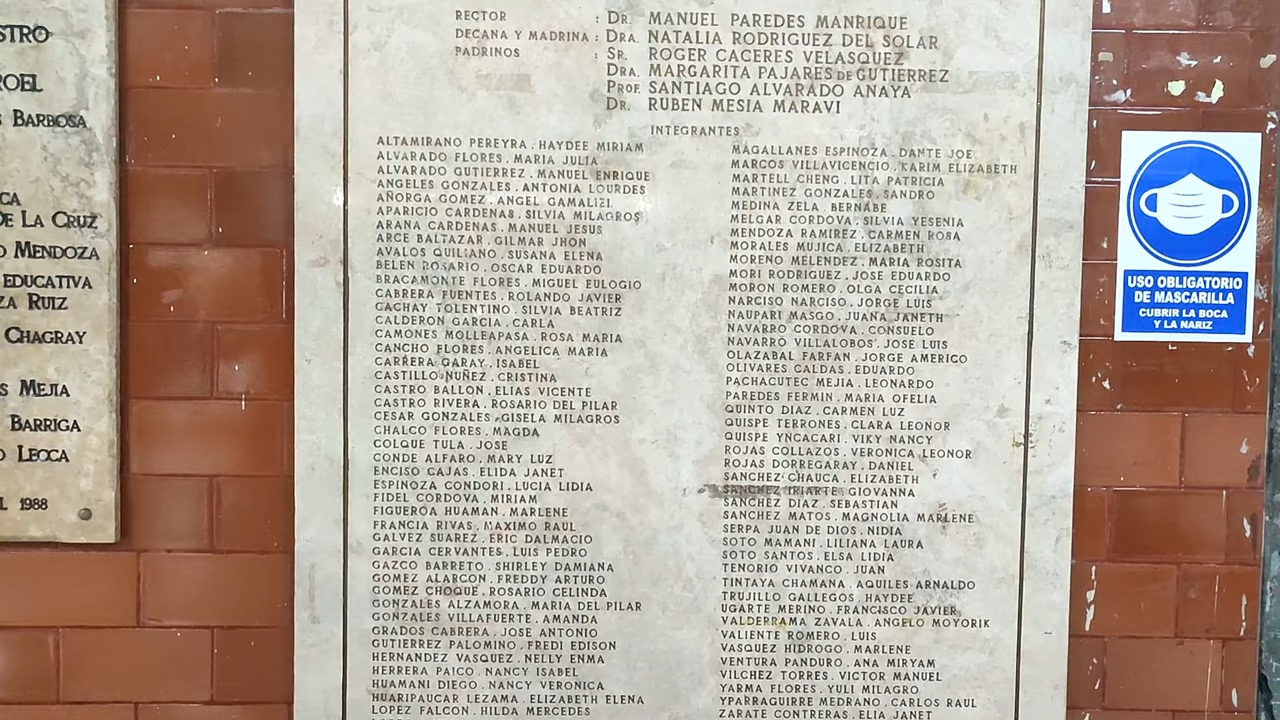 STRO
ROEL
S BARBOSA
CA
DE LA CRUZ
O MENDOZA
EDUCATIVA
ZA RUIZ
CHAGRAY
S MEJIA
BARRIGA
O LECCA
L 1988
RECTOR : DR. MANUEL PAREDES MANRIQUE
DECANA Y MADRINA : DRA. NATALIA RODRIGUEZ DEL SOLAR
PADRINOS : SR. ROGER CACERES VELASQUEZ
DRA. MARGARITA PAJARES DE GUTIERREZ
PROF. SANTIAGO ALVARADO ANAYA
DR. RUBEN MESIA MARAVI
INTEGRANTES
ALTAMIRANO PEREYRA . HAYDEE MIRIAM
ALVARADO FLORES . MARIA JULIA
ALVARADO GUTIERREZ . MANUEL ENRIQUE
ANGELES GONZALES . ANTONIA LOURDES
AÑORGA GOMEZ . ANGEL GAMALIZL
APARICIO CARDENAS . SILVIA MILAGROS
ARANA CARDENAS . MANUEL JESUS
ARCE BALTAZAR . GILMAR JHON
AVALOS QUILIANO . SUSANA ELENA
BELEN ROSARIO . OSCAR EDUARDO
BRACAMONTE FLORES . MIGUEL EULOGIO
CABRERA FUENTES . ROLANDO JAVIER
CACHAY TOLENTINO . SILVIA BEATRIZ
CALDERON GARCIA . CARLA
CAMONES MOLLEAPASA . ROSA MARIA
CANCHO FLORES . ANGELICA MARIA
CARRERA GARAY . ISABEL
CASTILLO NUÑEZ . CRISTINA
CASTRO BALLON . ELIAS VICENTE
CASTRO RIVERA . ROSARIO DEL PILAR
CESAR GONZALES . GISELA MILAGROS
CHALCO FLORES . MAGDA
COLQUE TULA . JOSE
CONDE ALFARO . MARY LUZ
ENCISO CAJAS . ELIDA JANET
ESPINOZA CONDORI . LUCIA LIDIA
FIDEL CORDOVA . MIRIAM
FIGUEROA HUAMAN . MARLENE
FRANCIA RIVAS . MAXIMO RAUL
GALVEZ SUAREZ . ERIC DALMACIO
GARCIA CERVANTES . LUIS PEDRO
GAZCO BARRETO . SHIRLEY DAMIANA
GOMEZ ALARCON . FREDDY ARTURO
GOMEZ CHOQUE . ROSARIO CELINDA
GONZALES ALZAMORA . MARIA DEL PILAR
GONZALES VILLAFUERTE . AMANDA
GRADOS CABRERA . JOSE ANTONIO
GUTIERREZ PALOMINO . FREDI EDISON
HERNANDEZ VASQUEZ . NELLY ENMA
HERRERA PAICO . NANCY ISABEL
HUAMANI DIEGO . NANCY VERONICA
HUARIPAUCAR LEZAMA . ELIZABETH ELENA
LOPEZ FALCON . HILDA MERCEDES
MAGALLANES ESPINOZA . DANTE JOE
MARCOS VILLAVICENCIO . KARIM ELIZABETH
MARTELL CHENG . LITA PATRICIA
MARTINEZ GONZALES . SANDRO
MEDINA ZELA . BERNABE
MELGAR CORDOVA . SILVIA YESENIA
MENDOZA RAMIREZ . CARMEN ROSA
MORALES MUJICA . ELIZABETH
MORENO MELENDEZ . MARIA ROSITA
MORI RODRIGUEZ . JOSE EDUARDO
MORON ROMERO . OLGA CECILIA
NARCISO NARCISO . JORGE LUIS
NAUPARI MASGO . JUANA JANETH
NAVARRO CORDOVA . CONSUELO
NAVARRO VILLALOBOS . JOSE LUIS
OLAZABAL FARFAN . JORGE AMERICO
OLIVARES CALDAS . EDUARDO
PACHACUTEC MEJIA . LEONARDO
PAREDES FERMIN . MARIA OFELIA
QUINTO DIAZ . CARMEN LUZ
QUISPE TERRONES . CLARA LEONOR
QUISPE YNCACARI . VIKY NANCY
ROJAS COLLAZOS . VERONICA LEONOR
ROJAS DORREGARAY . DANIEL
SANCHEZ CHAUCA . ELIZABETH
SANCHEZ IRIARTE . GIOVANNA
SANCHEZ DIAZ . SEBASTIAN
SANCHEZ MATOS . MAGNOLIA MARLENE
SERPA JUAN DE DIOS . NIDIA
SOTO MAMANI . LILIANA LAURA
SOTO SANTOS . ELSA LIDIA
TENORIO VIVANCO . JUAN
TINTAYA CHAMANA . AQUILES ARNALDO
TRUJILLO GALLEGOS . HAYDEE
UGARTE MERINO . FRANCISCO JAVIER
VALDERRAMA ZAVALA . ANGELO MOYORIK
VALIENTE ROMERO . LUIS
VASQUEZ HIDROGO . MARLENE
VENTURA PANDURO . ANA MIRYAM
VILCHEZ TORRES . VICTOR MANUEL
YARMA FLORES . YULI MILAGRO
YPARRAGUIRRE MEDRANO . CARLOS RAUL
ZARATE CONTRERAS . ELIA JANET
USO OBLIGATORIO
DE MASCARILLA
CUBRIR LA BOCA
Y LA NARIZ